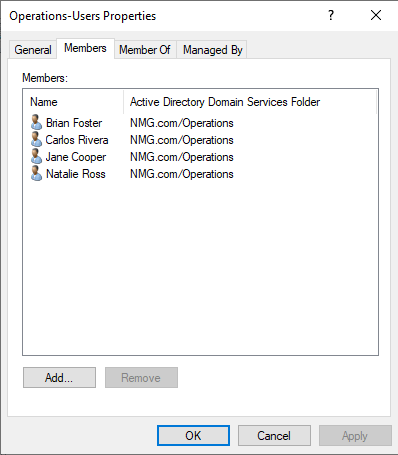 Operations-Users Properties
General Members Member Of Managed By
Members:
Name Active Directory Domain Services Folder
Brian Foster NMG.com/Operations
Carlos Rivera NMG.com/Operations
Jane Cooper NMG.com/Operations
Natalie Ross NMG.com/Operations
Add... Remove
OK Cancel Apply